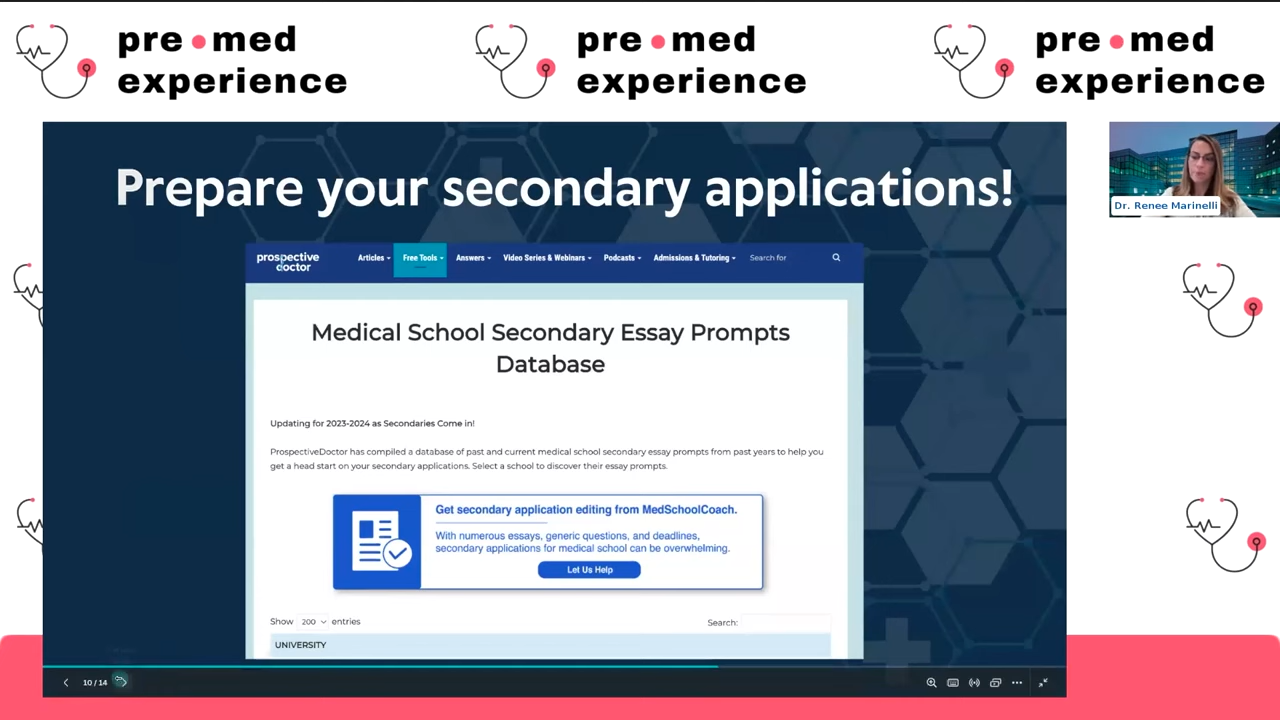 pre med
experience
pre med
experience
pre med
experience
Prepare your secondary applications!
Dr. Renee Marinelli
prospective
doctor
Articles
Free Tools
Answers
Video Series & Webinars
Podcasts
Admissions & Tutoring
Search for
Medical School Secondary Essay Prompts
Database
Updating for 2023-2024 as Secondaries Come in!
ProspectiveDoctor has compiled a database of past and current medical school secondary essay prompts from past years to help you
get a head start on your secondary applications. Select a school to discover their essay prompts.
Get secondary application editing from MedSchoolCoach.
With numerous essays, generic questions, and deadlines,
secondary applications for medical school can be overwhelming.
Let Us Help
Show 200 entries
Search:
UNIVERSITY
10 / 14